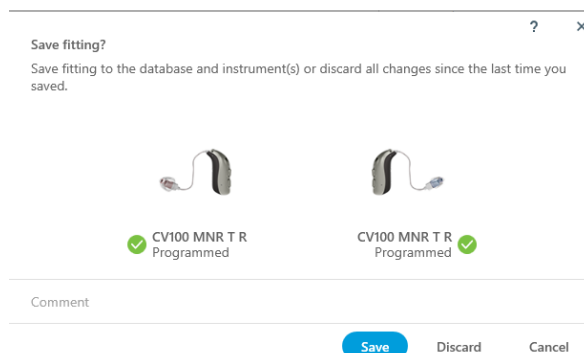 ?
Save fitting?
Save fitting to the database and instrument(s) or discard all changes since the last time you
saved.
CV100 MNR T R
Programmed
CV100 MNR T R
Programmed
Comment
Save Discard Cancel